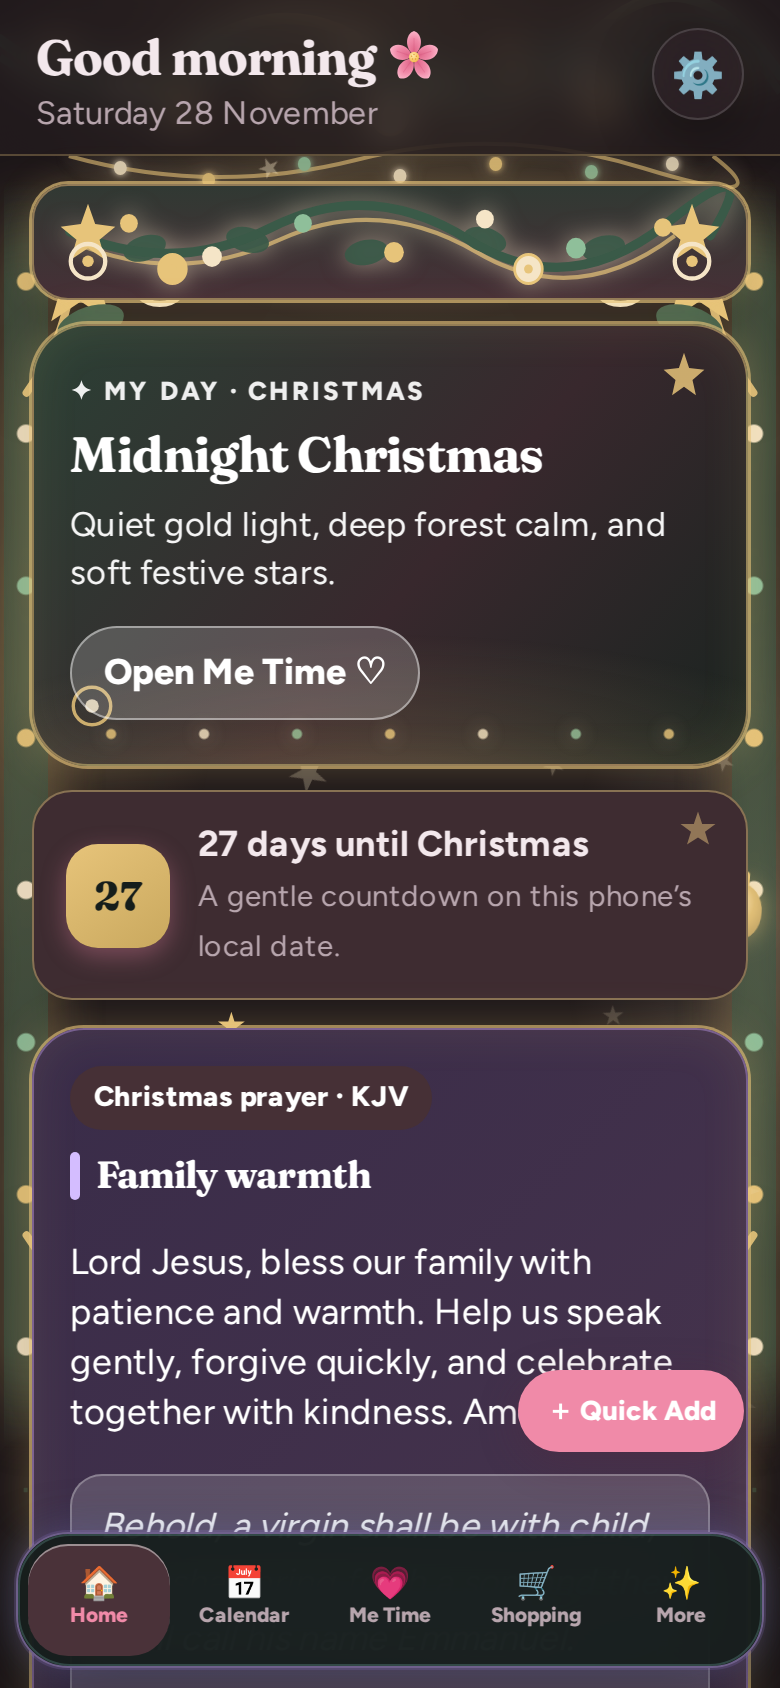 Good morning 🌸
Saturday 28 November
✦ MY DAY · CHRISTMAS
Midnight Christmas
Quiet gold light, deep forest calm, and
soft festive stars.
Open Me Time ♡
27
27 days until Christmas
A gentle countdown on this phone’s
local date.
Christmas prayer · KJV
Family warmth
Lord Jesus, bless our family with
patience and warmth. Help us speak
gently, forgive quickly, and celebrate
together with kindness. Am
+ Quick Add
Behold, a virgin shall be with child,
call his name Emmanuel,
July
17
Home
Calendar
Me Time
Shopping
More